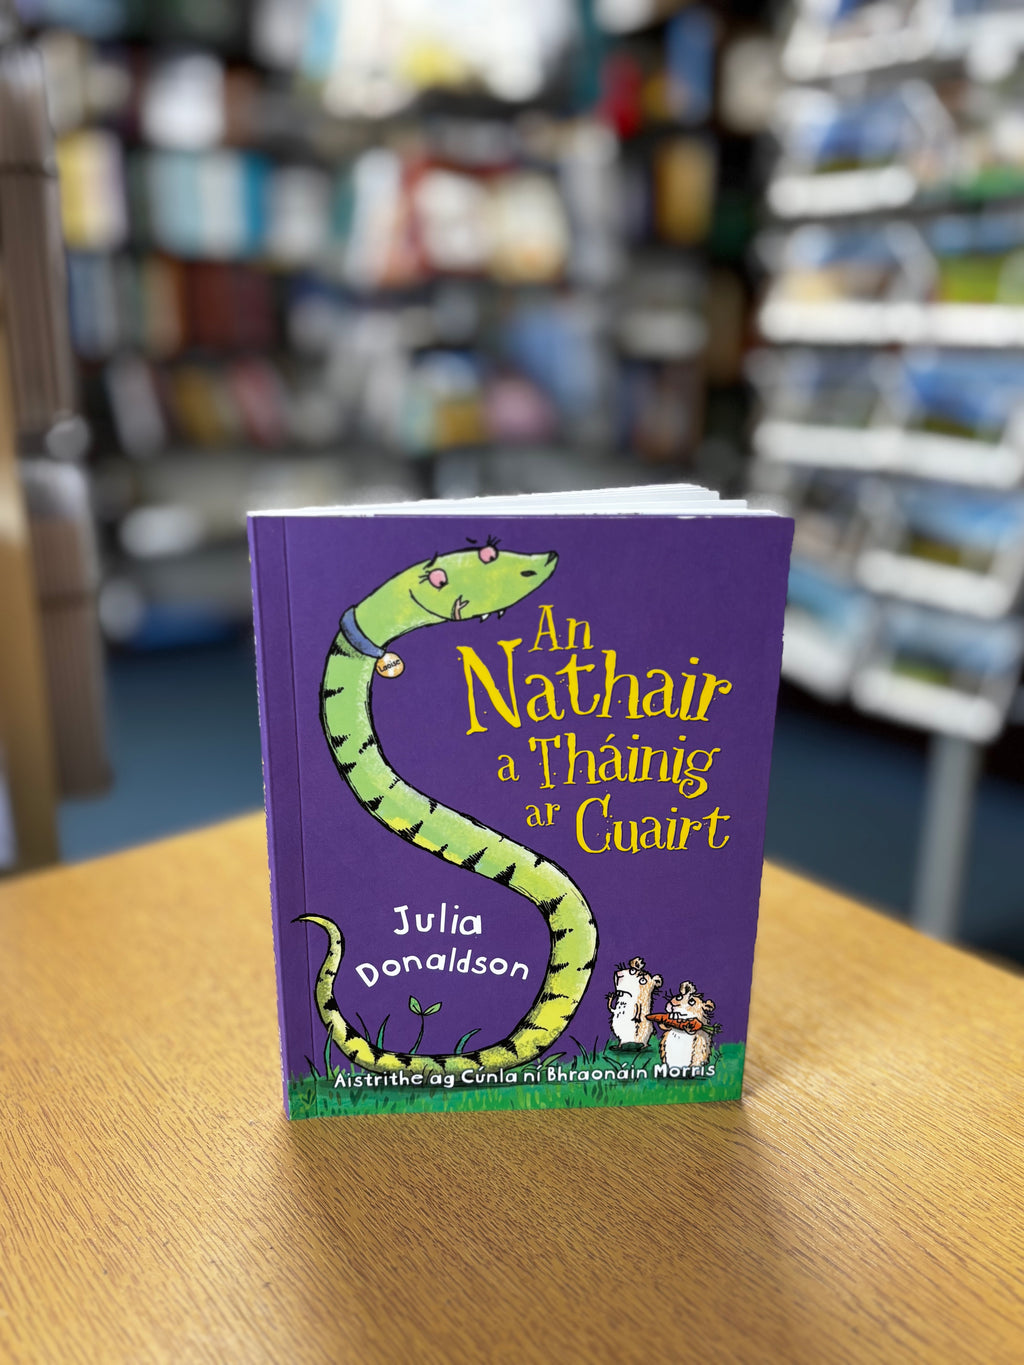 An
Nathair
a Tháinig
ar Cuairt
Julia
Donaldson
Aistrithe ag Cúnla ní Bhraonáin Morris